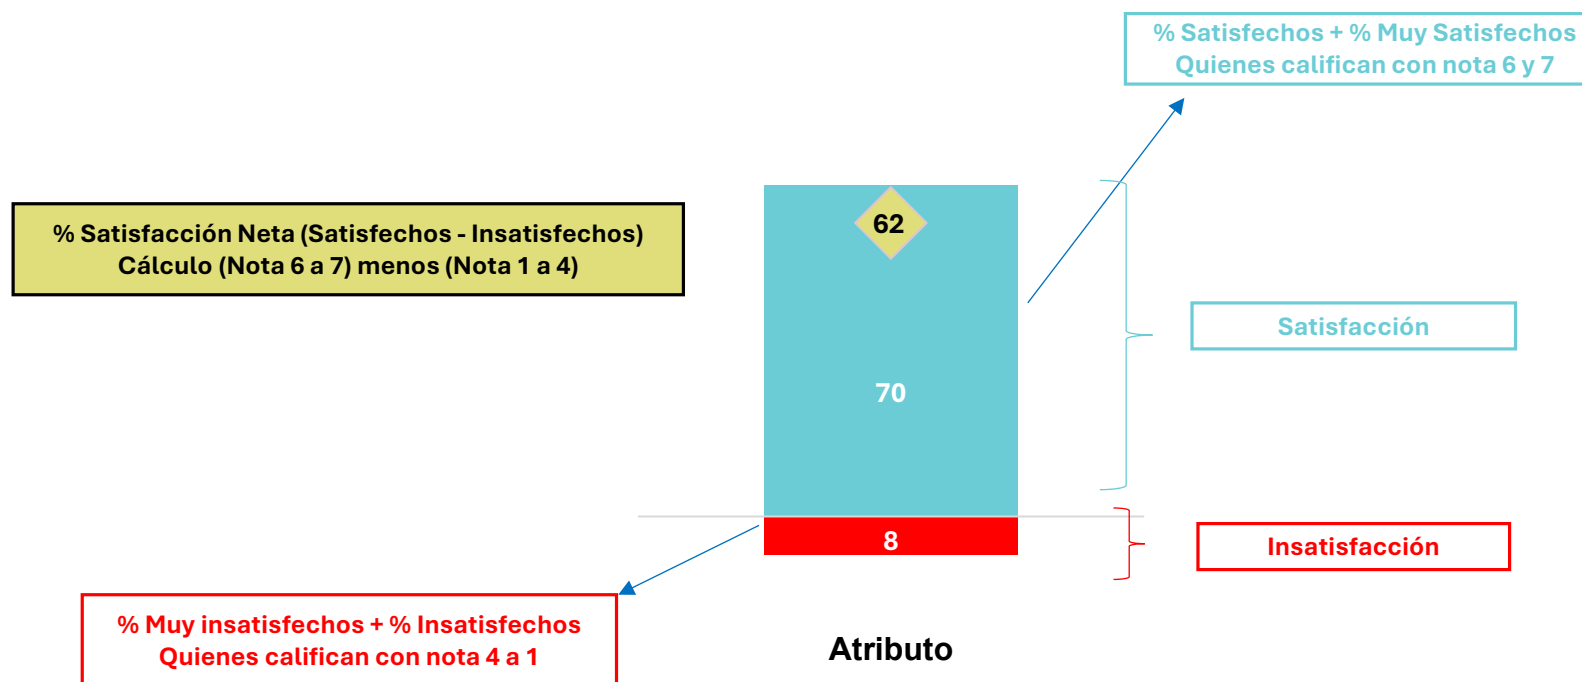 % Satisfechos + % Muy Satisfechos
Quienes califican con nota 6 y 7
% Satisfacción Neta (Satisfechos - Insatisfechos)
Cálculo (Nota 6 a 7) menos (Nota 1 a 4)
62
Satisfacción
70
8
Insatisfacción
% Muy insatisfechos + % Insatisfechos
Quienes califican con nota 4 a 1
Atributo